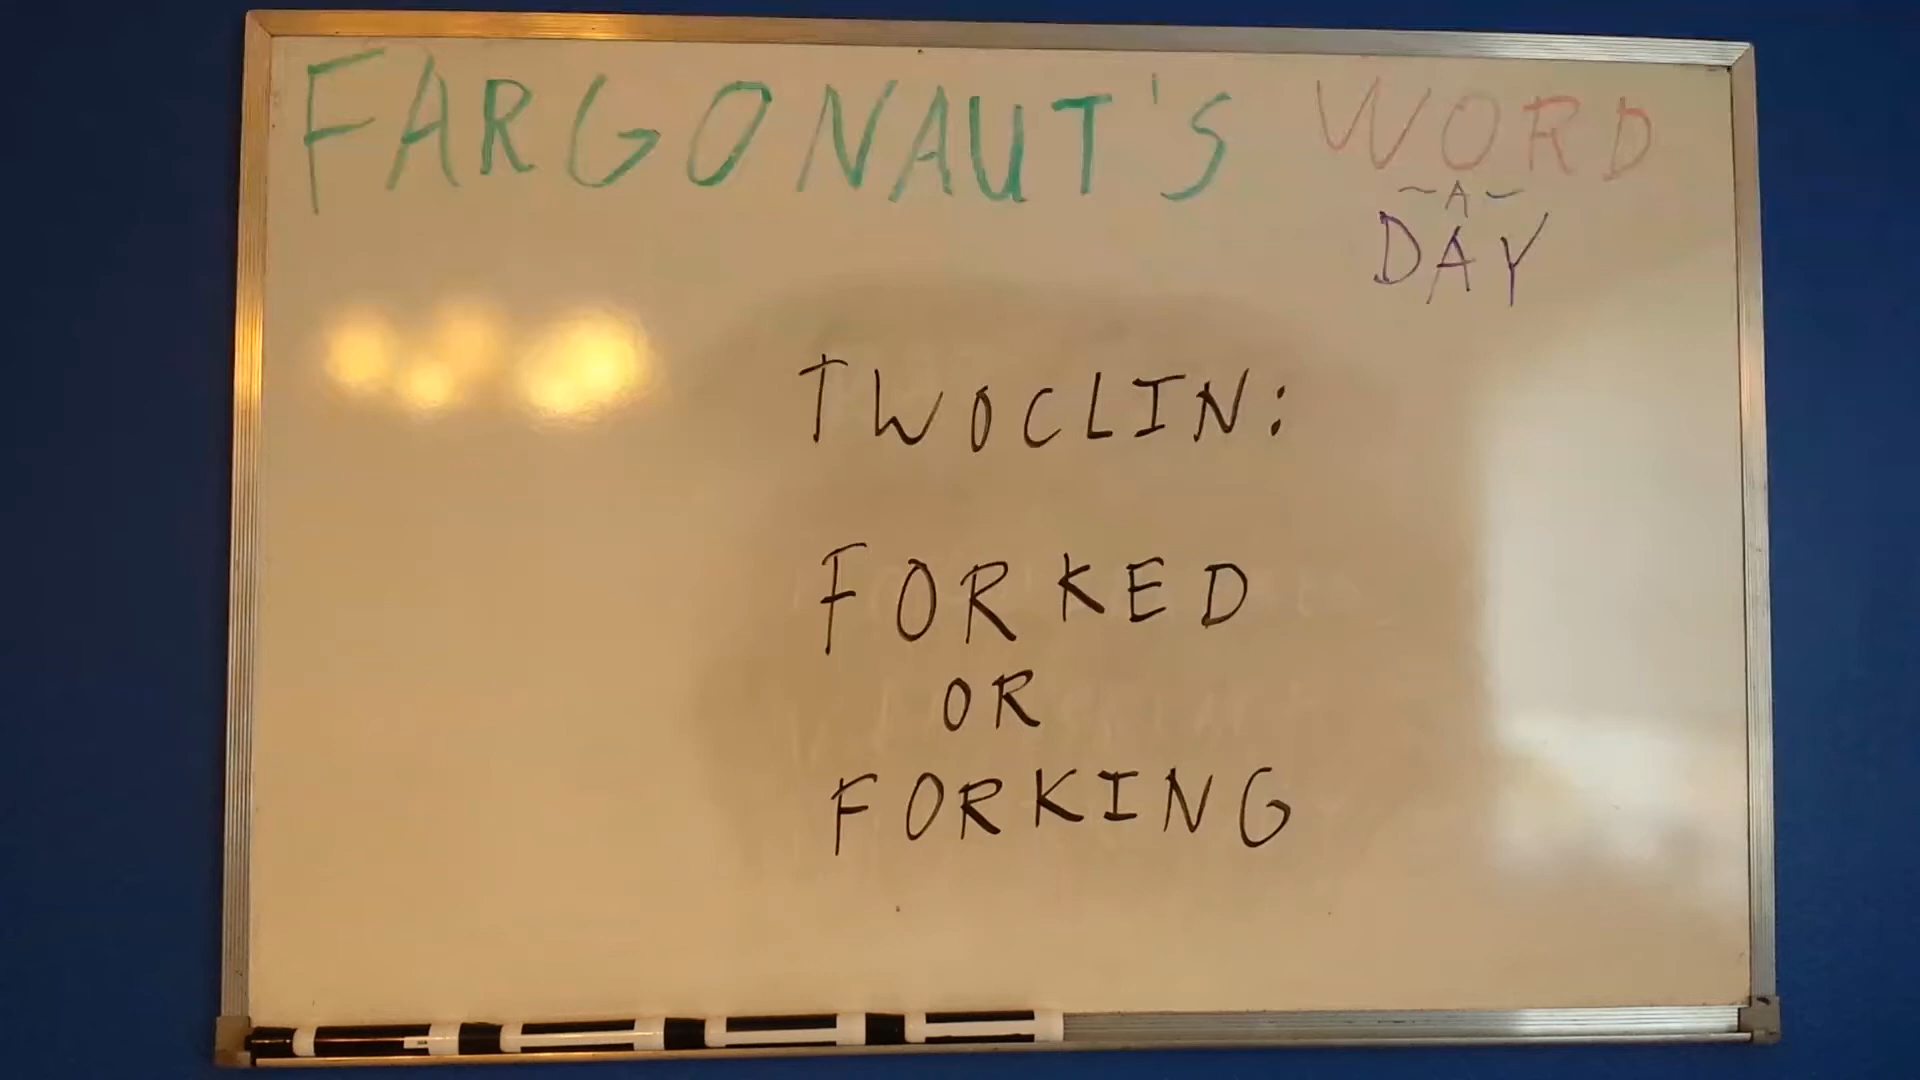 FARGONAUT'S WORD
~A~
DAY
TWOCLIN:
FORKED
OR
FORKING